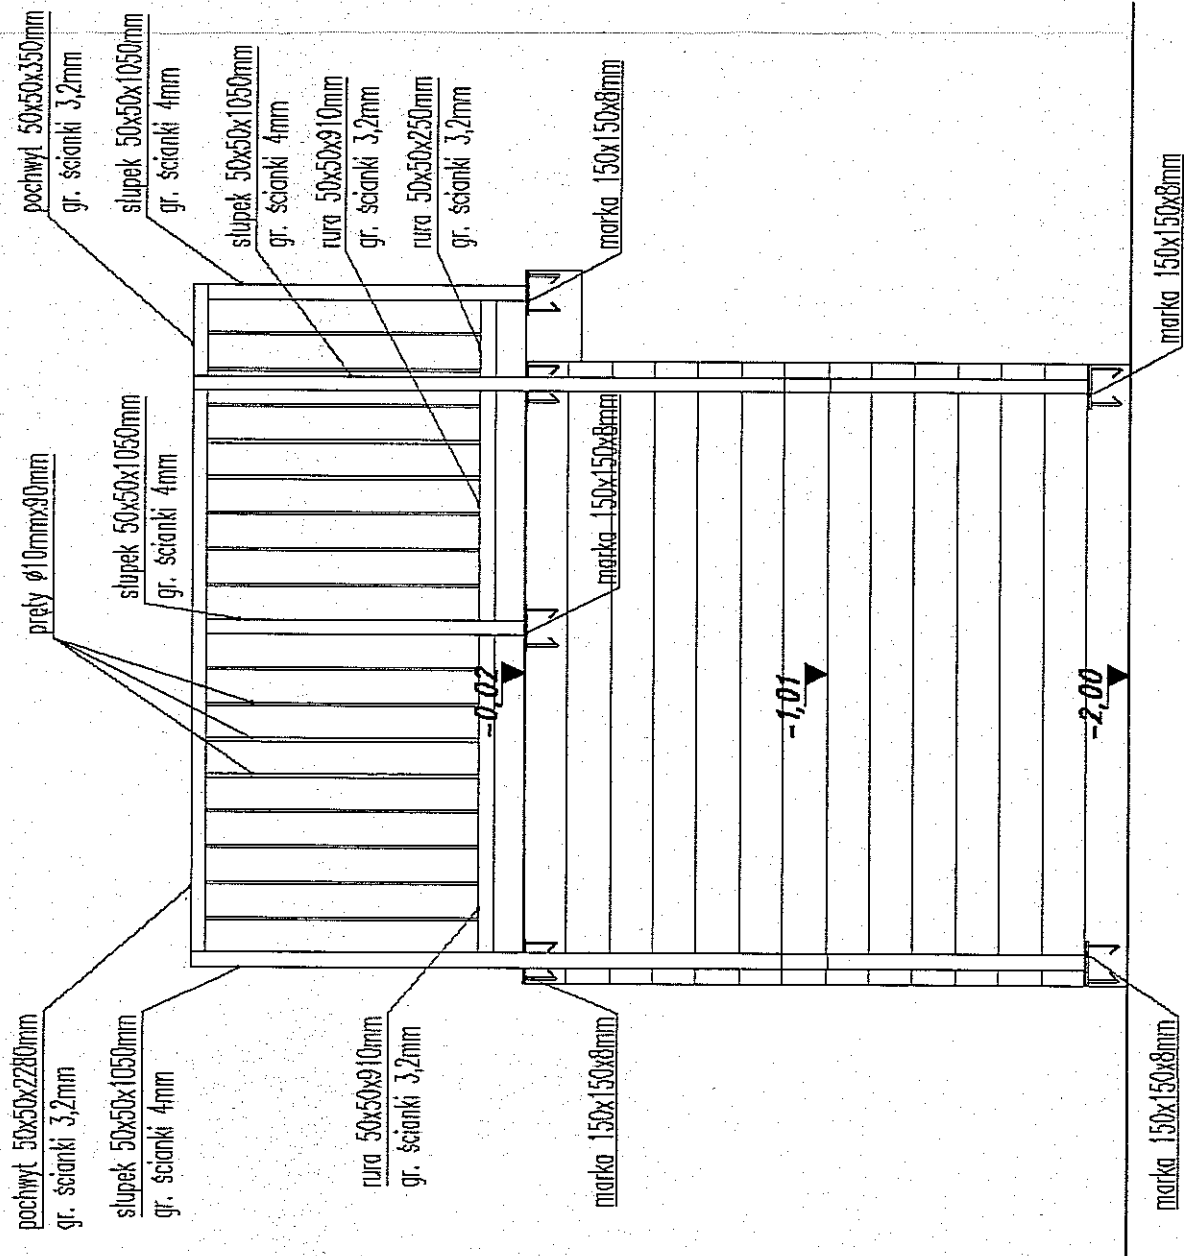 pochwyt 50x50x2280mm
gr. ścianki 3,2mm
słupek 50x50x1050mm
gr. ścianki 4mm
rura 50x50x910mm
gr. ścianki 3,2mm
marka 150x150x8mm
marka 150x150x8mm
pręty ø10mmx90mm
słupek 50x50x1050mm
gr. ścianki 4mm
marka 150x150x8mm
-0,02
-1,01
-2,00
pochwyt 50x50x350mm
gr. ścianki 3,2mm
słupek 50x50x1050mm
gr. ścianki 4mm
słupek 50x50x1050mm
gr. ścianki 4mm
rura 50x50x910mm
gr. ścianki 3,2mm
rura 50x50x250mm
gr. ścianki 3,2mm
marka 150x150x8mm
marka 150x150x8mm